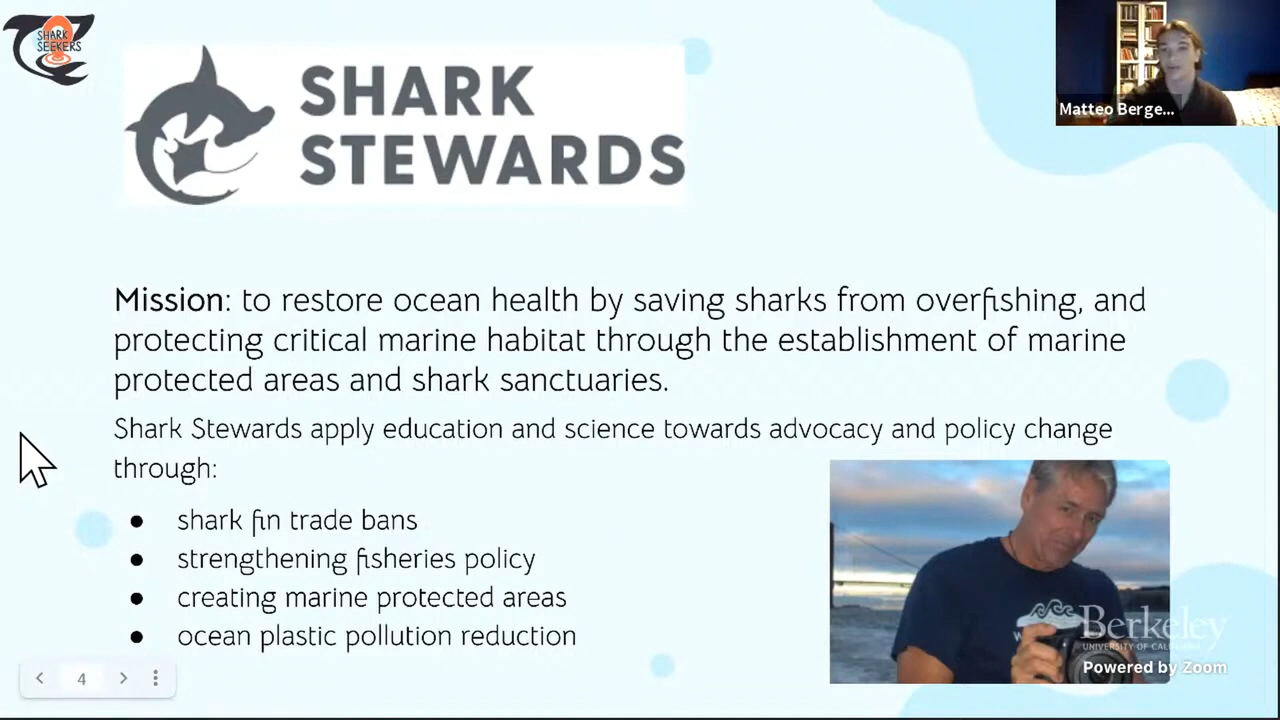 SHARK
SEEKERS
SHARK
STEWARDS
Matteo Berge...
Mission: to restore ocean health by saving sharks from overfishing, and
protecting critical marine habitat through the establishment of marine
protected areas and shark sanctuaries.
Shark Stewards apply education and science towards advocacy and policy change
through:
● shark fin trade bans
● strengthening fisheries policy
● creating marine protected areas
● ocean plastic pollution reduction
Berkeley
Powered by Zoom
4